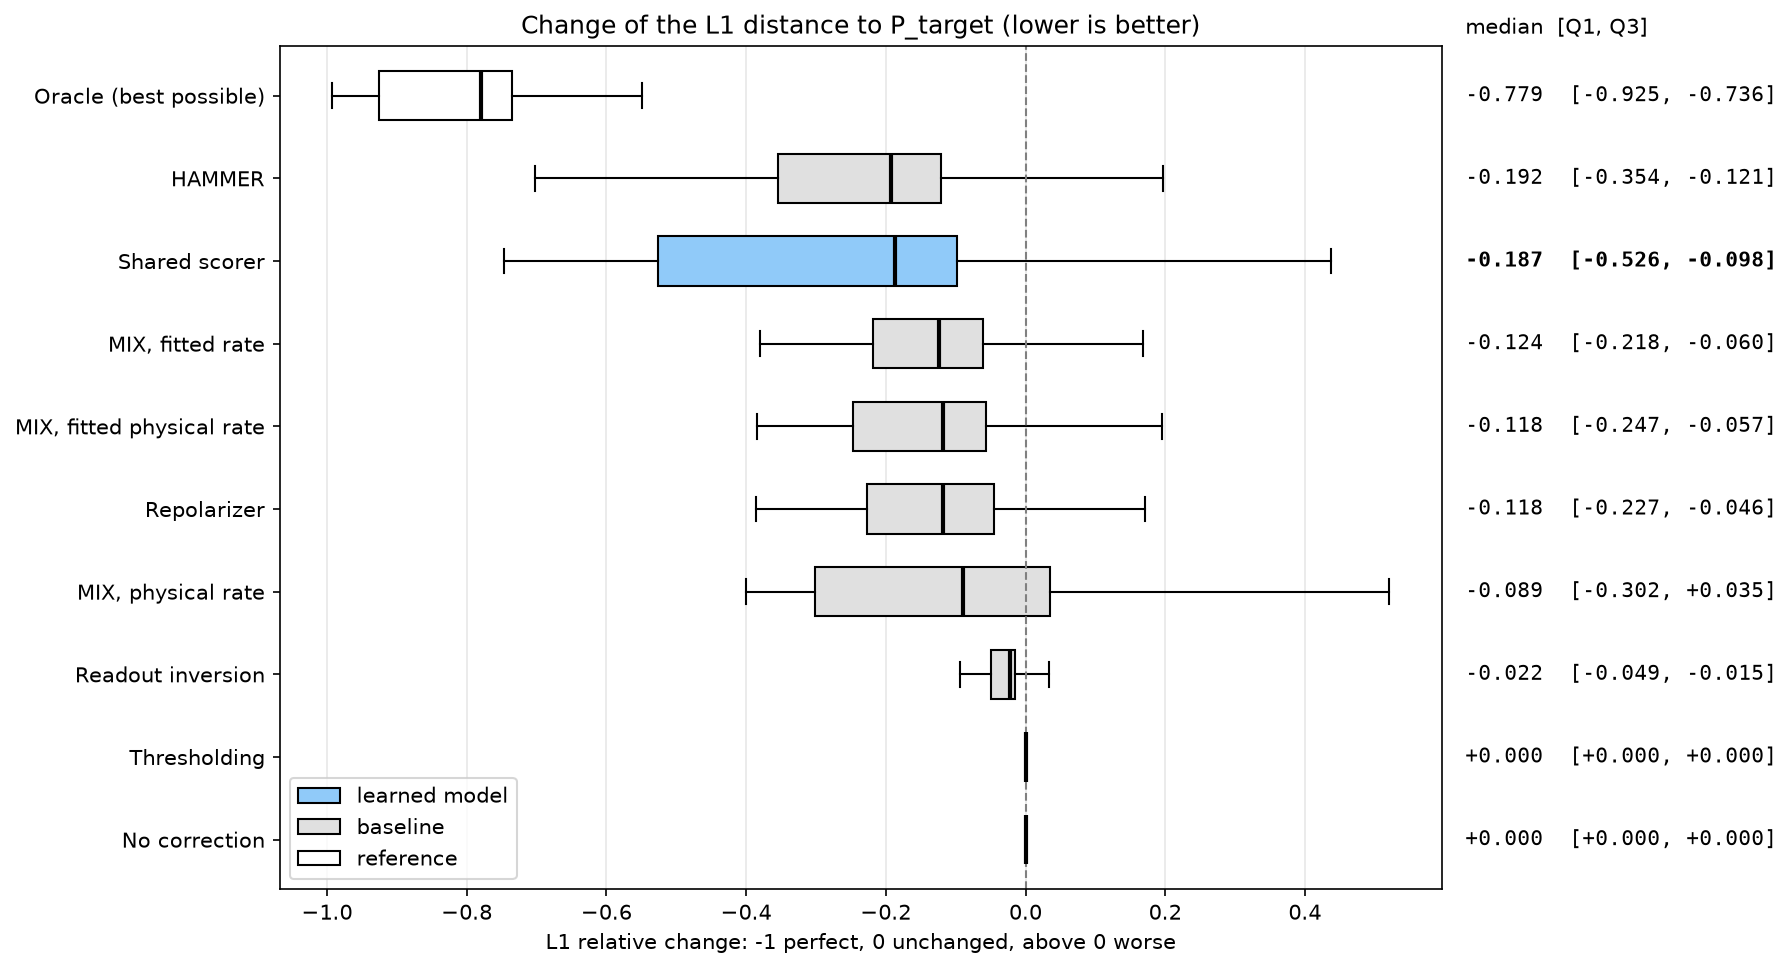 Change of the L1 distance to P_target (lower is better)
median [Q1, Q3]
Oracle (best possible)
-0.779 [-0.925, -0.736]
HAMMER
-0.192 [-0.354, -0.121]
Shared scorer
-0.187 [-0.526, -0.098]
MIX, fitted rate
-0.124 [-0.218, -0.060]
MIX, fitted physical rate
-0.118 [-0.247, -0.057]
Repolarizer
-0.118 [-0.227, -0.046]
MIX, physical rate
-0.089 [-0.302, +0.035]
Readout inversion
-0.022 [-0.049, -0.015]
Thresholding
+0.000 [+0.000, +0.000]
No correction
+0.000 [+0.000, +0.000]
learned model
baseline
reference
−1.0 −0.8 −0.6 −0.4 −0.2 0.0 0.2 0.4
L1 relative change: -1 perfect, 0 unchanged, above 0 worse